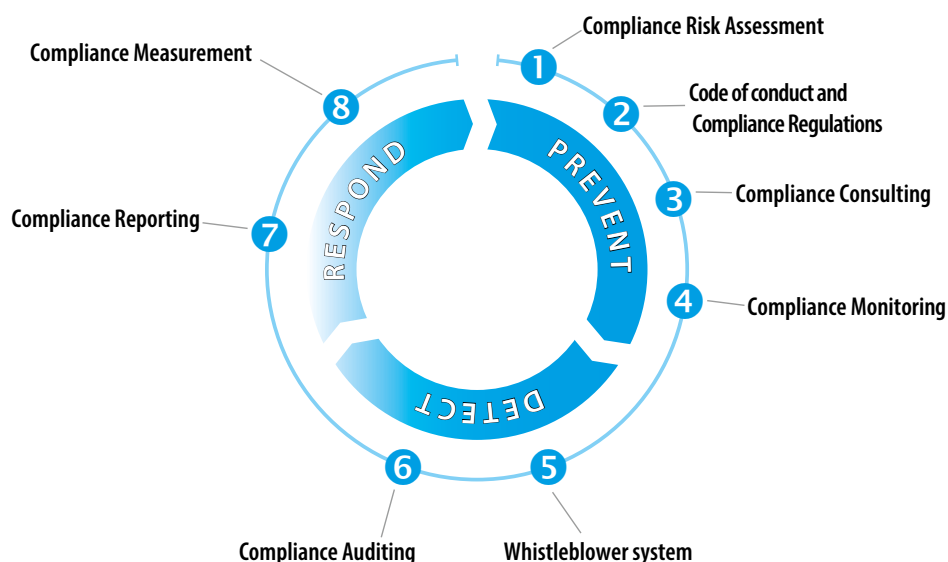 1
Compliance Risk Assessment
2
Code of conduct and
Compliance Regulations
3
Compliance Consulting
4
Compliance Monitoring
5
Whistleblower system
6
Compliance Auditing
7
Compliance Reporting
8
Compliance Measurement
PREVENT
DETECT
RESPOND